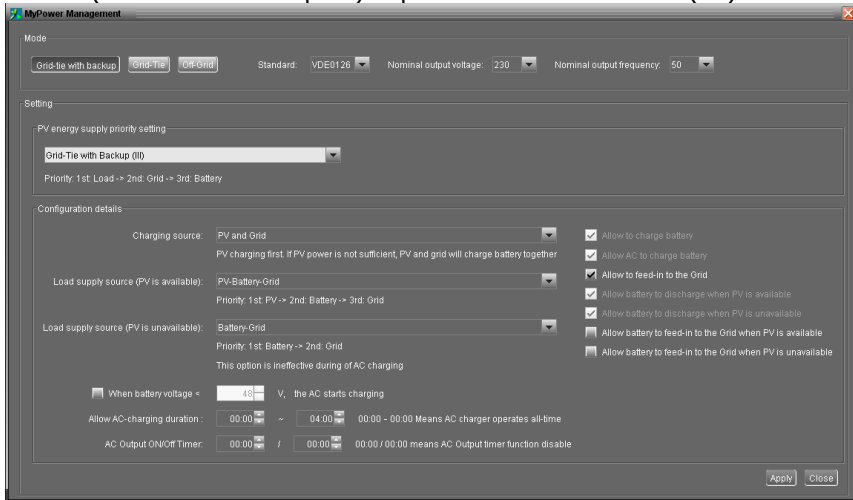 MyPower Management
Mode
Grid-tie with backup Grid-Tie Off-Grid Standard: VDE0126 Nominal output voltage: 230 Nominal output frequency: 50
Setting
PV energy supply priority setting
Grid-Tie with Backup (III)
Priority: 1st: Load -> 2nd: Grid -> 3rd: Battery
Configuration details
Charging source: PV and Grid
PV charging first. If PV power is not sufficient, PV and grid will charge battery together
Load supply source (PV is available): PV-Battery-Grid
Priority: 1st: PV -> 2nd: Battery -> 3rd: Grid
Load supply source (PV is unavailable): Battery-Grid
Priority: 1st: Battery -> 2nd: Grid
This option is ineffective during of AC charging
Allow to charge battery
Allow AC to charge battery
Allow to feed-in to the Grid
Allow battery to discharge when PV is available
Allow battery to discharge when PV is unavailable
Allow battery to feed-in to the Grid when PV is available
Allow battery to feed-in to the Grid when PV is unavailable
When battery voltage < 48 V, the AC starts charging
Allow AC-charging duration : 00:00 ~ 04:00 00:00 - 00:00 Means AC charger operates all-time
AC Output ON/Off Timer: 00:00 / 00:00 00:00 / 00:00 means AC Output timer function disable
Apply Close